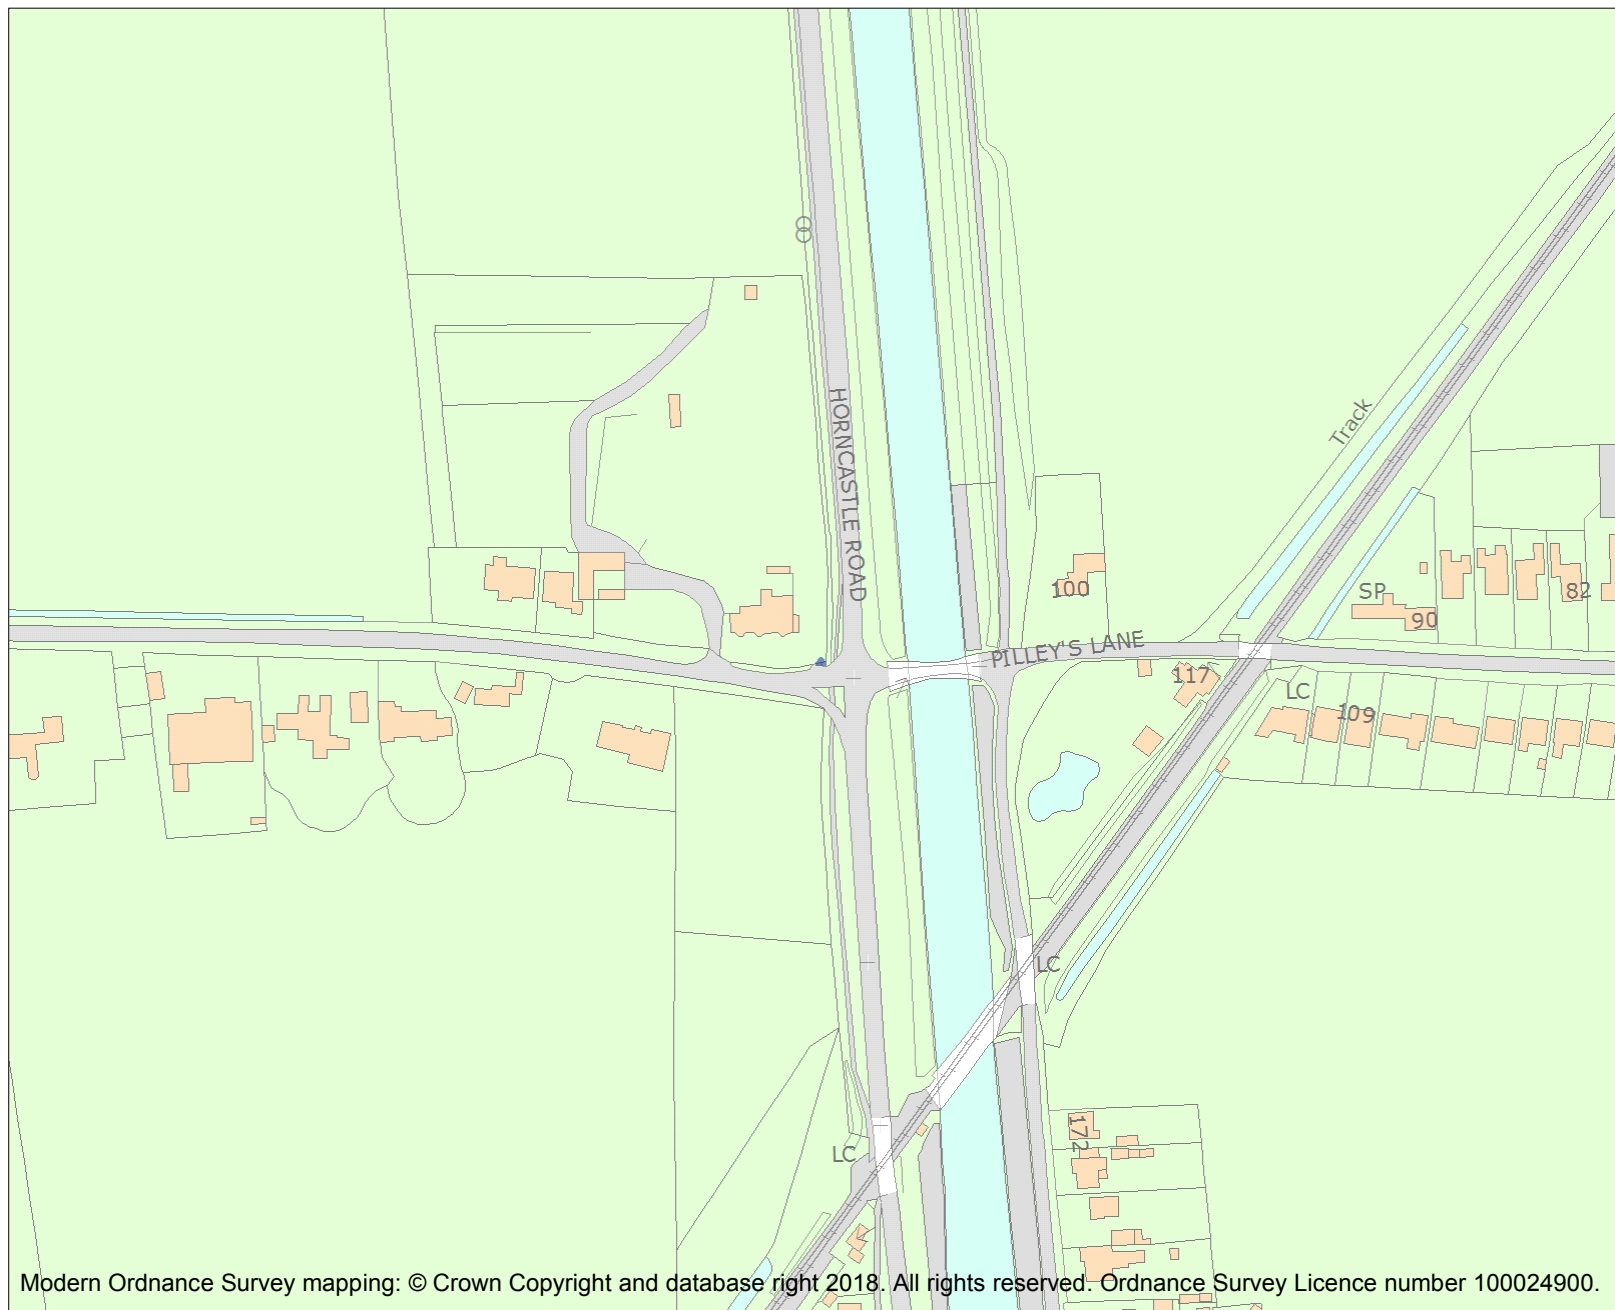 HORNCASTLE ROAD
Track
100
SP
82
90
PILLEY'S LANE
117
LC
109
LC
172
LC
Modern Ordnance Survey mapping: © Crown Copyright and database right 2018. All rights reserved. Ordnance Survey Licence number 100024900.